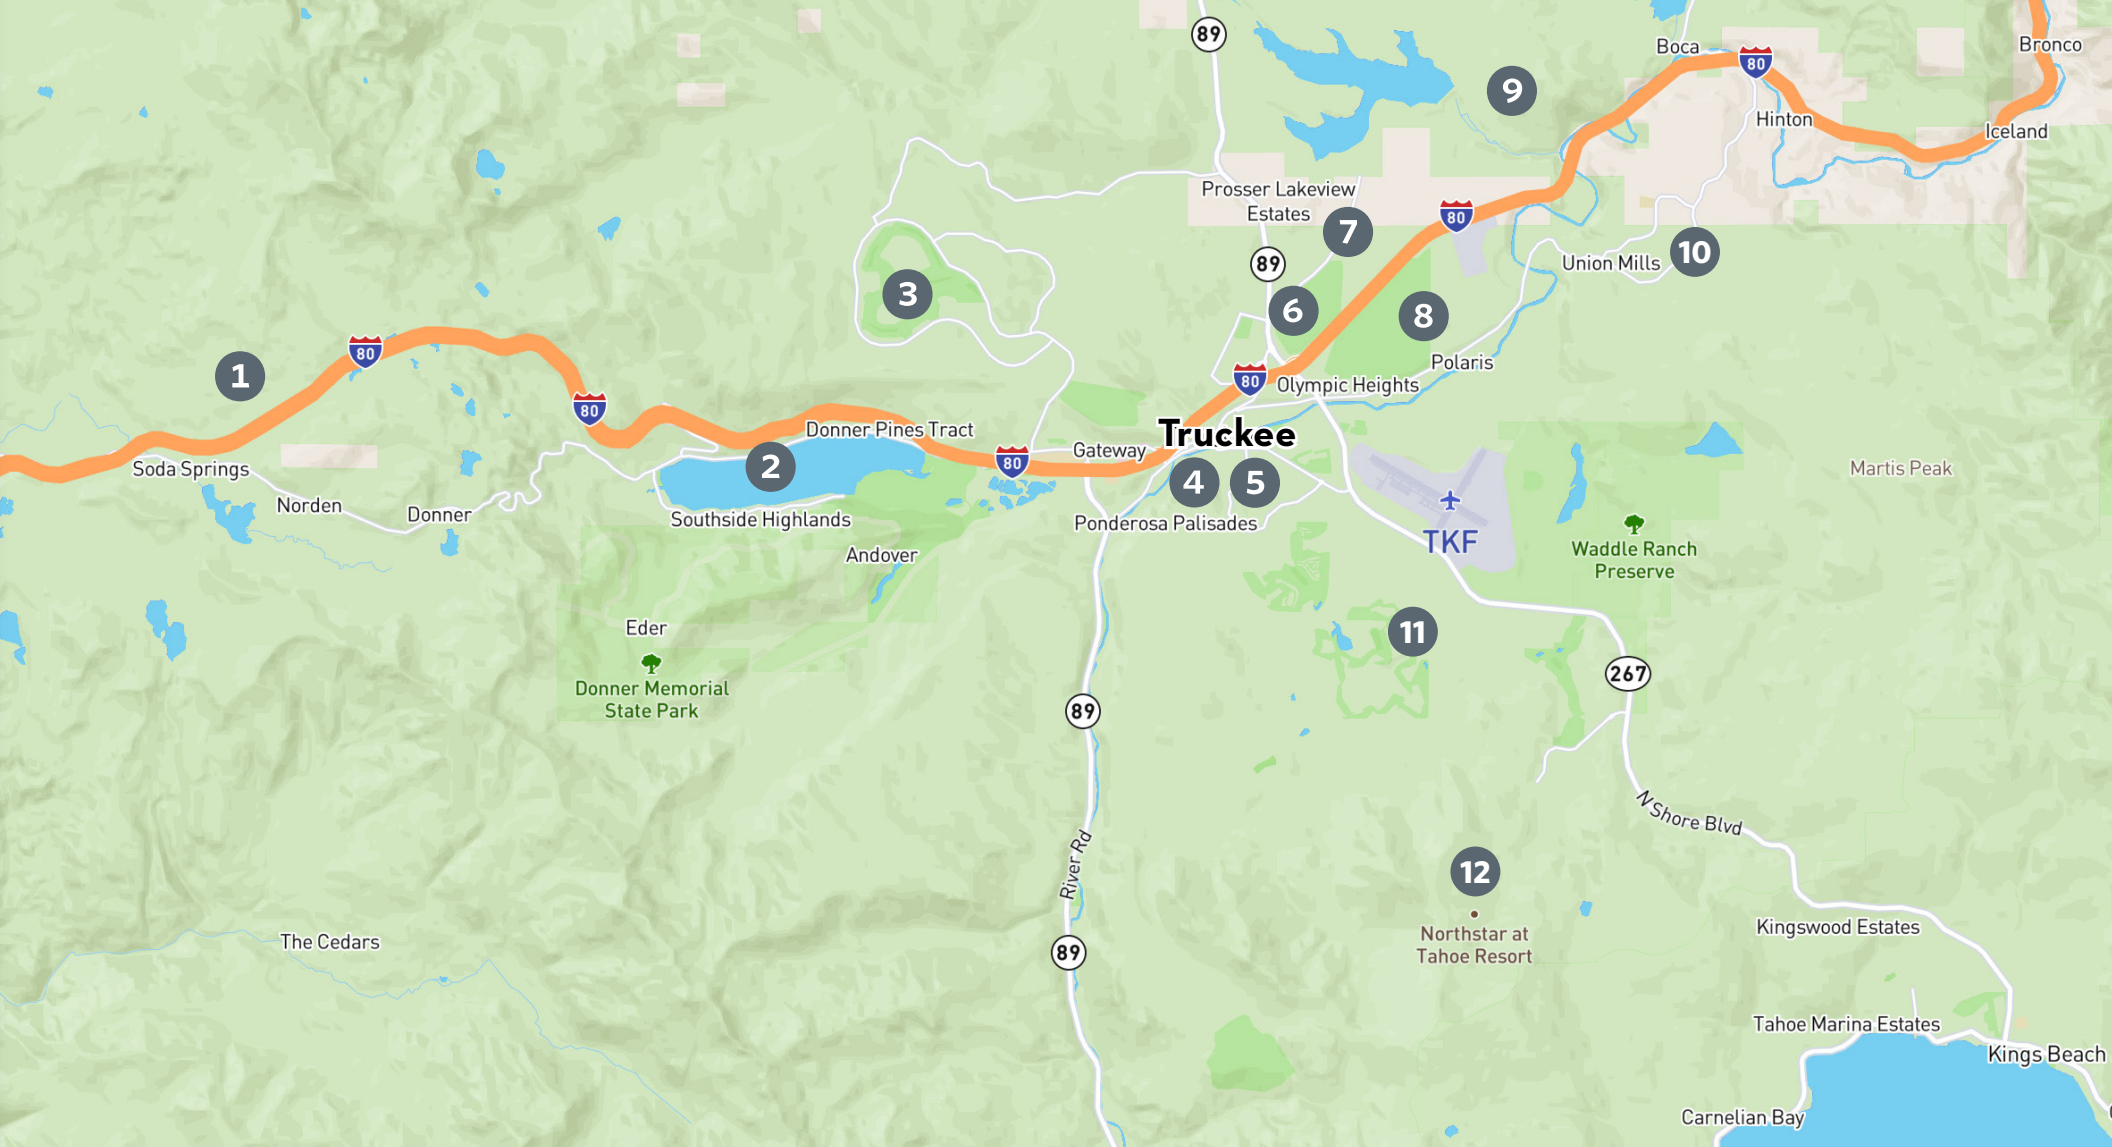 89
Boca
80
Bronco
9
Hinton
Iceland
Prosser Lakeview
Estates
7
80
10
Union Mills
89
3
6
8
80
1
Polaris
80
Olympic Heights
80
Donner Pines Tract
Truckee
Gateway
80
2
Soda Springs
Martis Peak
4
5
Norden
Donner
Southside Highlands
Ponderosa Palisades
TKF
Andover
Waddle Ranch
Preserve
Eder
11
Donner Memorial
State Park
267
89
N Shore Blvd
River Rd
12
Kingswood Estates
The Cedars
Northstar at
Tahoe Resort
89
Tahoe Marina Estates
Kings Beach
Carnelian Bay